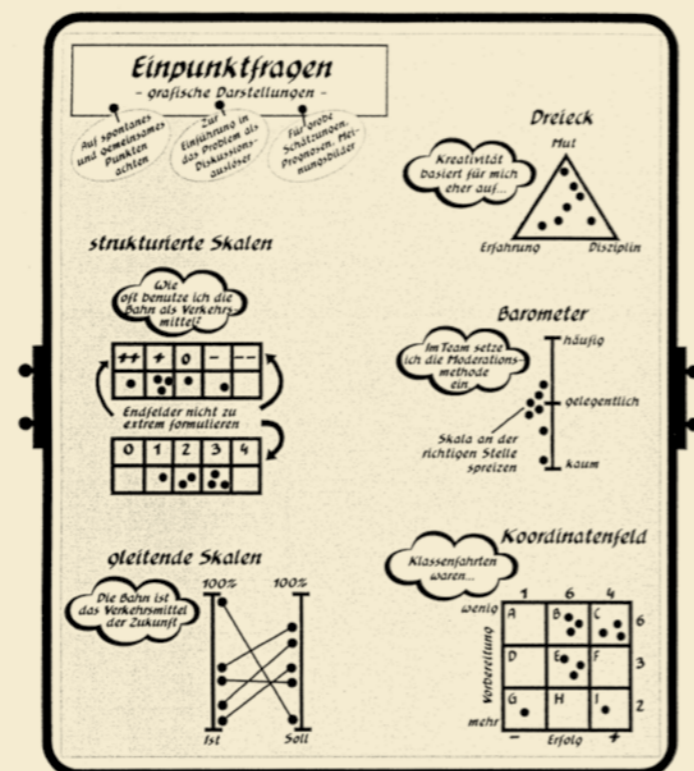 Einpunktfragen
- grafische Darstellungen -
Auf spontanes
und gemeinsames
Punkten
achten
Zur
Einführung in
das Problem als
Diskussions-
auslöser
Für grobe
Schätzungen,
Prognosen, Mei-
nungsbilder
Dreieck
Kreativität
basiert für mich
eher auf...
Mut
Erfahrung
Disziplin
strukturierte Skalen
Wie
oft benutze ich die
Bahn als Verkehrs-
mittel?
++ + 0 - --
Endfelder nicht zu
extrem formulieren
0 1 2 3 4
Barometer
Im Team setze
ich die Moderations-
methode
ein...
häufig
gelegentlich
kaum
Skala an der
richtigen Stelle
spreizen
gleitende Skalen
Die Bahn ist
das Verkehrsmittel
der Zukunft
100% 100%
Ist Soll
Koordinatenfeld
Klassenfahrten
waren...
1 6 4
wenig
Vorbereitung
mehr
A B C 6
D E F 3
G H I 2
- Erfolg +